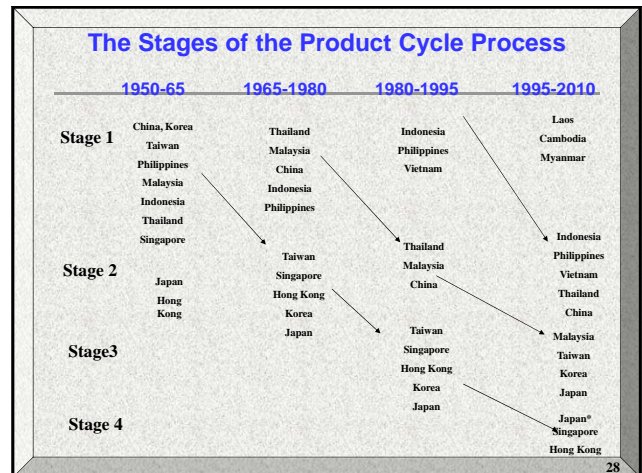 The Stages of the Product Cycle Process
1950-65 1965-1980 1980-1995 1995-2010
Stage 1
China, Korea
Taiwan
Philippines
Malaysia
Indonesia
Thailand
Singapore
Thailand
Malaysia
China
Indonesia
Philippines
Indonesia
Philippines
Vietnam
Laos
Cambodia
Myanmar
Stage 2
Japan
Hong
Kong
Taiwan
Singapore
Hong Kong
Korea
Japan
Thailand
Malaysia
China
Indonesia
Philippines
Vietnam
Thailand
China
Stage3
Taiwan
Singapore
Hong Kong
Korea
Japan
Malaysia
Taiwan
Korea
Japan
Stage 4
Japan*
Singapore
Hong Kong
28